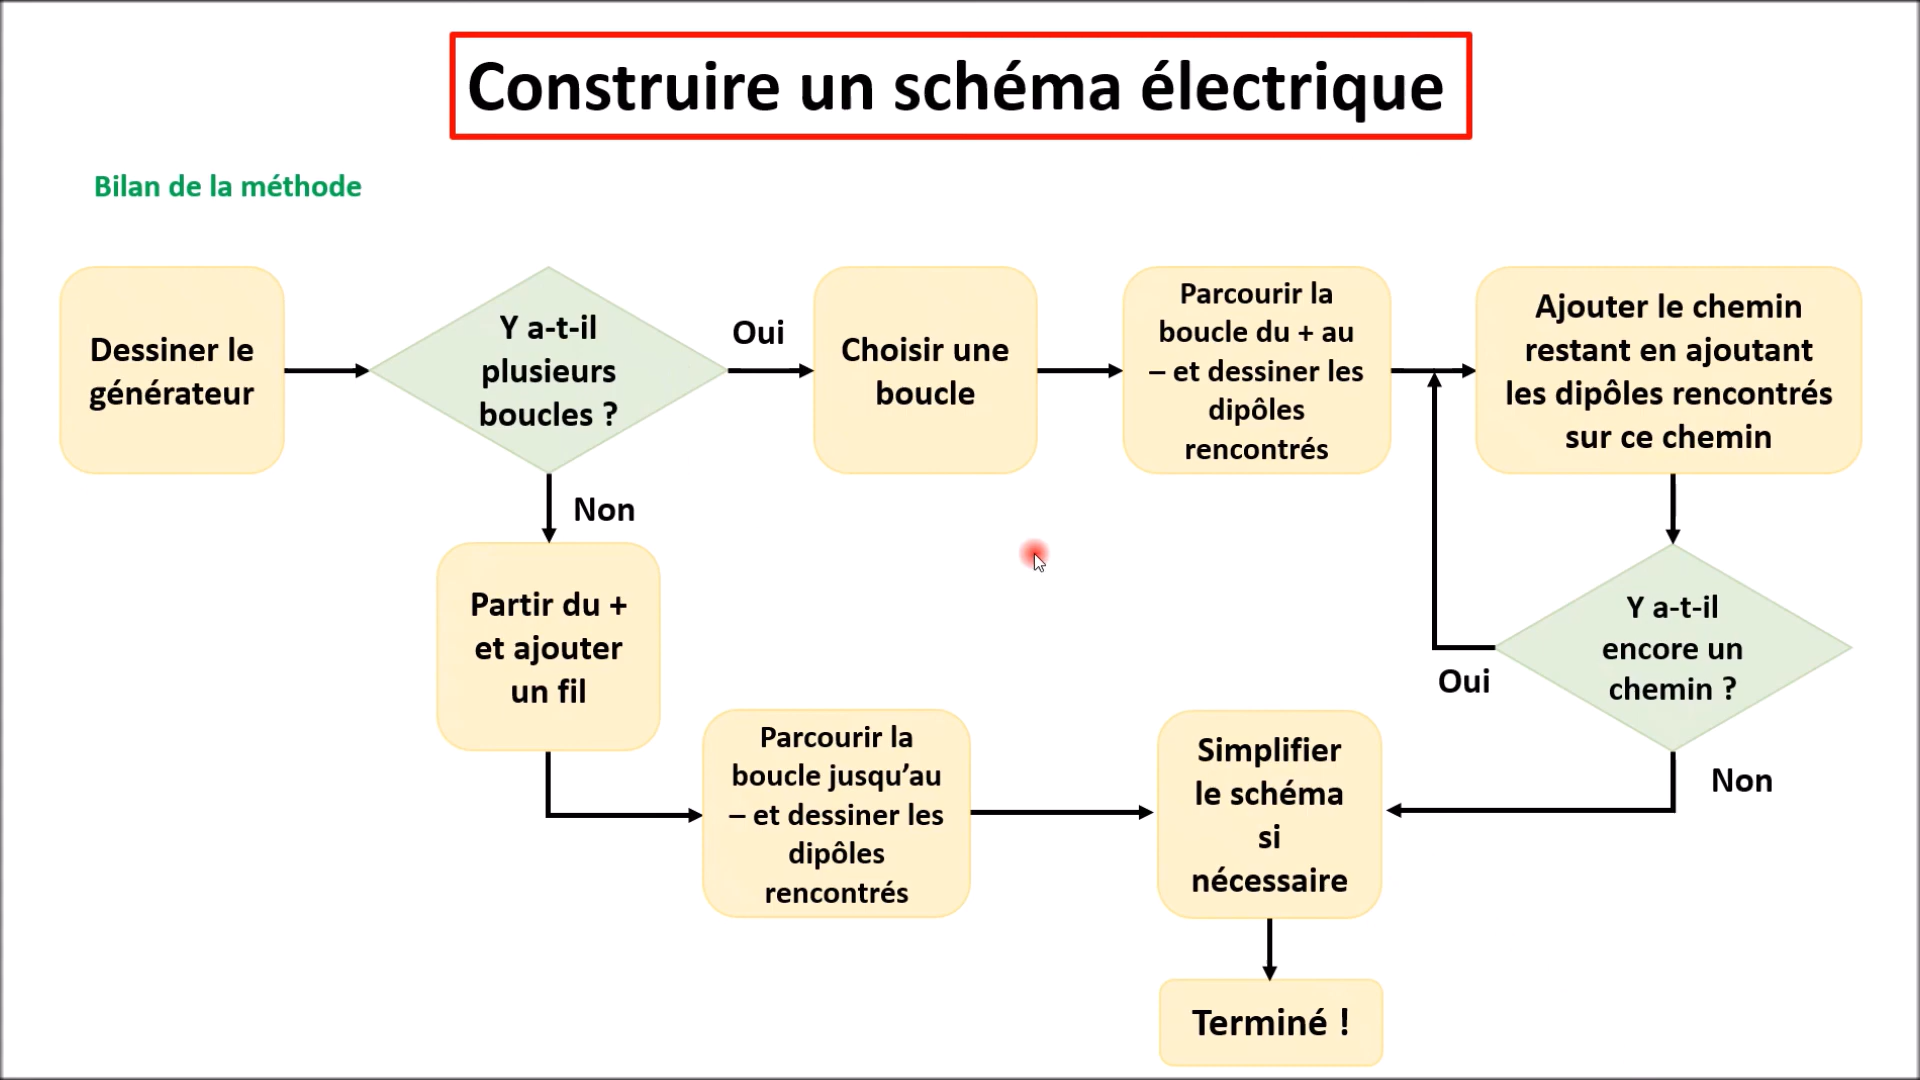 Construire un schéma électrique
Bilan de la méthode
Dessiner le
générateur
Y a-t-il
plusieurs
boucles ?
Oui
Choisir une
boucle
Parcourir la
boucle du + au
– et dessiner les
dipôles
rencontrés
Ajouter le chemin
restant en ajoutant
les dipôles rencontrés
sur ce chemin
Non
Partir du +
et ajouter
un fil
Y a-t-il
encore un
chemin ?
Oui
Non
Parcourir la
boucle jusqu’au
– et dessiner les
dipôles
rencontrés
Simplifier
le schéma
si
nécessaire
Terminé !